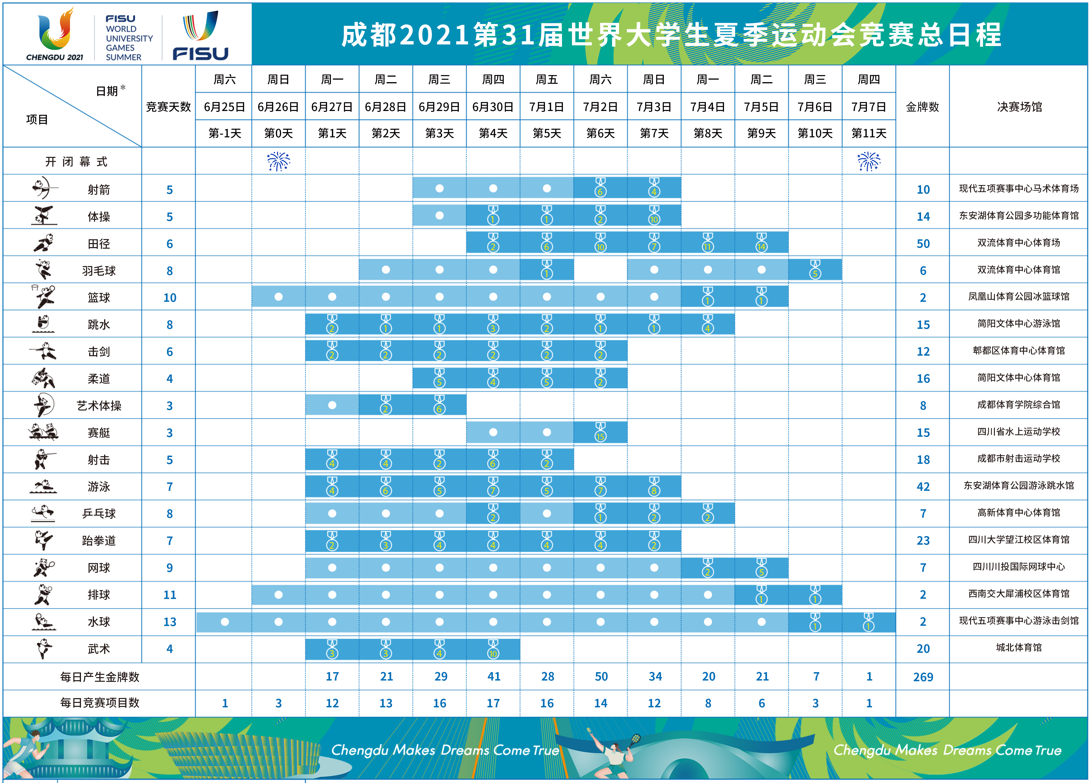 CHENGDU 2021
FISU
WORLD
UNIVERSITY
GAMES
SUMMER
FISU
成都2021第31届世界大学生夏季运动会竞赛总日程
日期*
项目
竞赛天数 周六 周日 周一 周二 周三 周四 周五 周六 周日 周一 周二 周三 周四 金牌数 决赛场馆
6月25日 6月26日 6月27日 6月28日 6月29日 6月30日 7月1日 7月2日 7月3日 7月4日 7月5日 7月6日 7月7日
第-1天 第0天 第1天 第2天 第3天 第4天 第5天 第6天 第7天 第8天 第9天 第10天 第11天
开闭幕式
射箭 5 6 4 10 现代五项赛事中心马术体育场
体操 5 1 1 2 10 14 东安湖体育公园多功能体育馆
田径 6 2 6 10 7 11 14 50 双流体育中心体育场
羽毛球 8 1 5 6 双流体育中心体育馆
篮球 10 1 1 2 凤凰山体育公园冰篮球馆
跳水 8 2 1 1 3 2 1 1 4 15 简阳文体中心游泳馆
击剑 6 2 2 2 2 2 2 12 郫都区体育中心体育馆
柔道 4 5 4 5 2 16 简阳文体中心体育馆
艺术体操 3 2 6 8 成都体育学院综合馆
赛艇 3 15 15 四川省水上运动学校
射击 5 4 4 2 6 2 18 成都市射击运动学校
游泳 7 4 6 5 7 5 7 8 42 东安湖体育公园游泳跳水馆
乒乓球 8 2 1 2 2 7 高新体育中心体育馆
跆拳道 7 2 3 4 4 4 4 2 23 四川大学望江校区体育馆
网球 9 2 5 7 四川川投国际网球中心
排球 11 1 1 2 西南交大犀浦校区体育馆
水球 13 1 1 2 现代五项赛事中心游泳击剑馆
武术 4 3 3 4 10 20 城北体育馆
每日产生金牌数 17 21 29 41 28 50 34 20 21 7 1 269
每日竞赛项目数 1 3 12 13 16 17 16 14 12 8 6 3 1
Chengdu Makes Dreams Come True
Chengdu Makes Dreams Come True